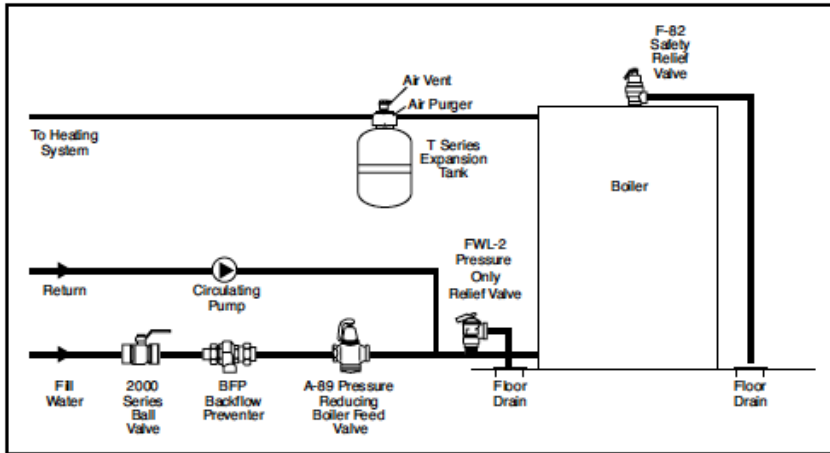 F-82
Safety
Relief
Valve
Air Vent
Air Purger
To Heating
System
T Series
Expansion
Tank
Boiler
FWL-2
Pressure
Only
Relief Valve
Return
Circulating
Pump
Fill
Water
2000
Series
Ball
Valve
BFP
Backflow
Preventer
A-89 Pressure
Reducing
Boiler Feed
Valve
Floor
Drain
Floor
Drain